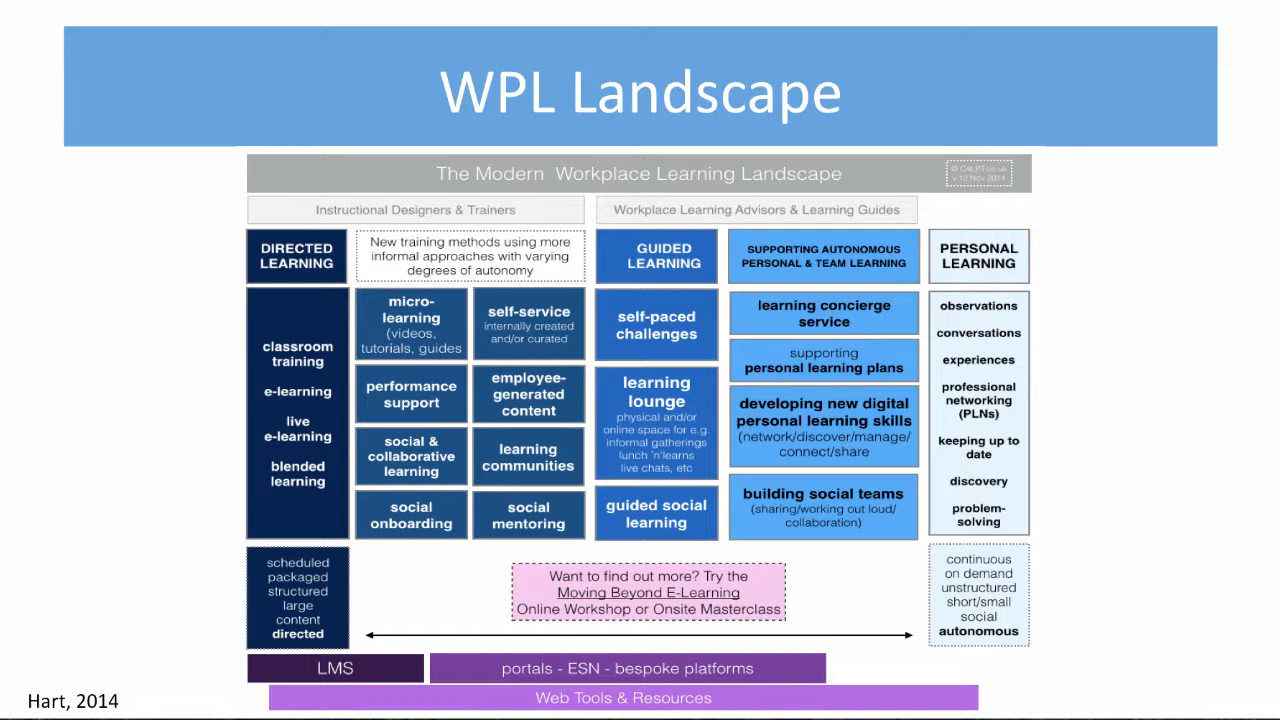 WPL Landscape
The Modern Workplace Learning Landscape
© C4LPT.co.uk
v.12 Nov 2014
Instructional Designers & Trainers
Workplace Learning Advisors & Learning Guides
DIRECTED
LEARNING
New training methods using more
informal approaches with varying
degrees of autonomy
GUIDED
LEARNING
SUPPORTING AUTONOMOUS
PERSONAL & TEAM LEARNING
PERSONAL
LEARNING
classroom
training
e-learning
live
e-learning
blended
learning
micro-
learning
(videos,
tutorials, guides
self-service
internally created
and/or curated
performance
support
employee-
generated
content
social &
collaborative
learning
learning
communities
social
onboarding
social
mentoring
self-paced
challenges
learning
lounge
physical and/or
online space for e.g.
informal gatherings
lunch 'n'learns
live chats, etc
guided social
learning
learning concierge
service
supporting
personal learning plans
developing new digital
personal learning skills
(network/discover/manage/
connect/share
building social teams
(sharing/working out loud/
collaboration)
observations
conversations
experiences
professional
networking
(PLNs)
keeping up to
date
discovery
problem-
solving
scheduled
packaged
structured
large
content
directed
Want to find out more? Try the
Moving Beyond E-Learning
Online Workshop or Onsite Masterclass
continuous
on demand
unstructured
short/small
social
autonomous
LMS
portals - ESN - bespoke platforms
Web Tools & Resources
Hart, 2014